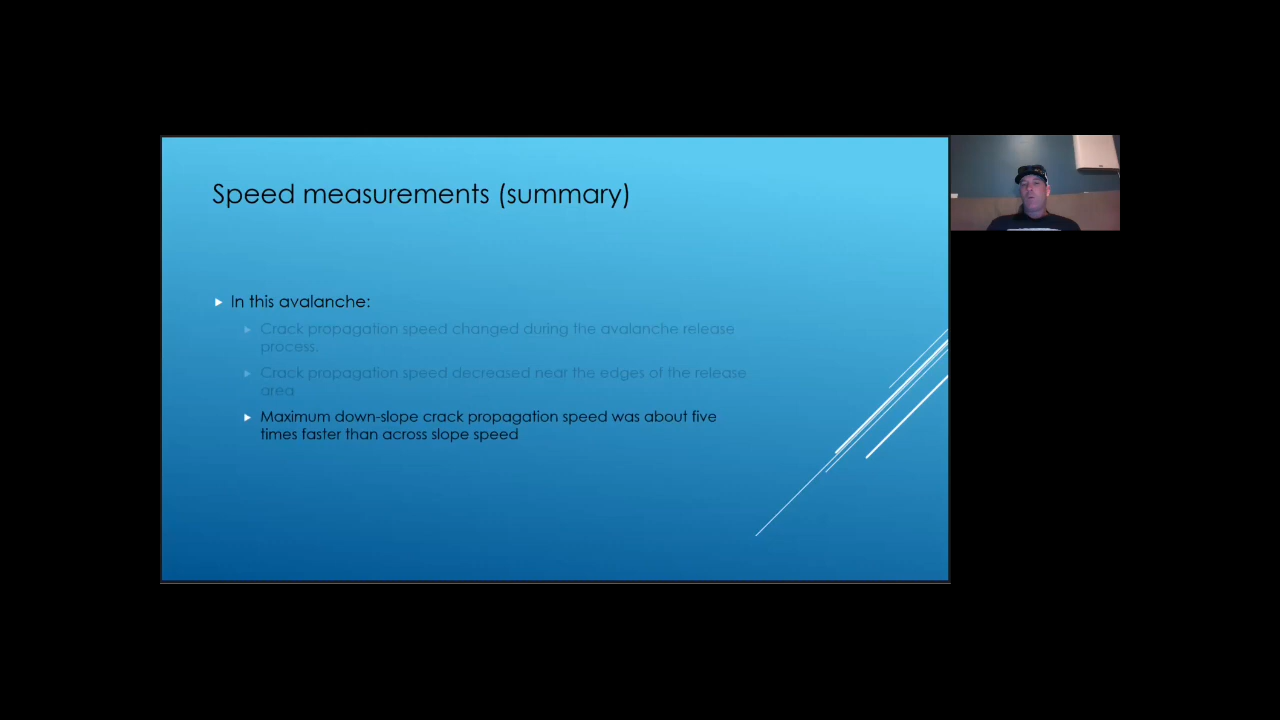 Speed measurements (summary)
In this avalanche:
Crack propagation speed changed during the avalanche release
process.
Crack propagation speed decreased near the edges of the release
area
Maximum down-slope crack propagation speed was about five
times faster than across slope speed